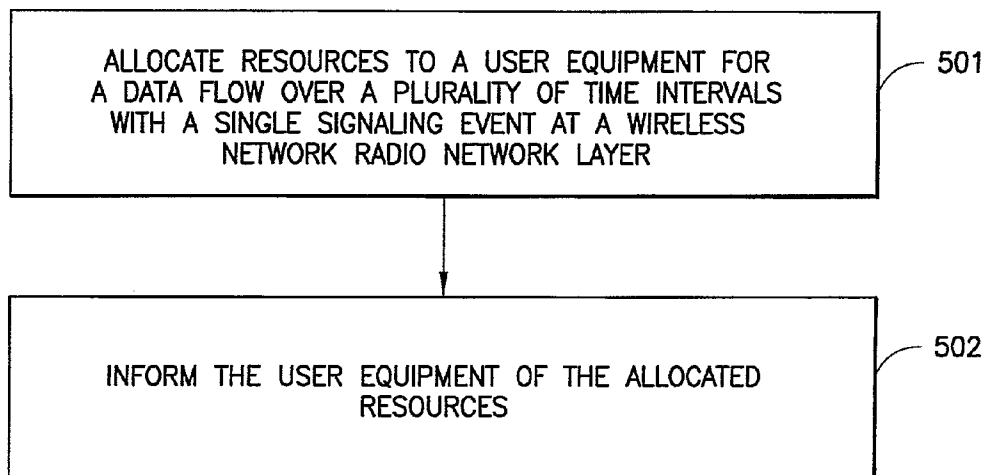 ALLOCATE RESOURCES TO A USER EQUIPMENT FOR
A DATA FLOW OVER A PLURALITY OF TIME INTERVALS
WITH A SINGLE SIGNALING EVENT AT A WIRELESS
NETWORK RADIO NETWORK LAYER
501
INFORM THE USER EQUIPMENT OF THE ALLOCATED
RESOURCES
502